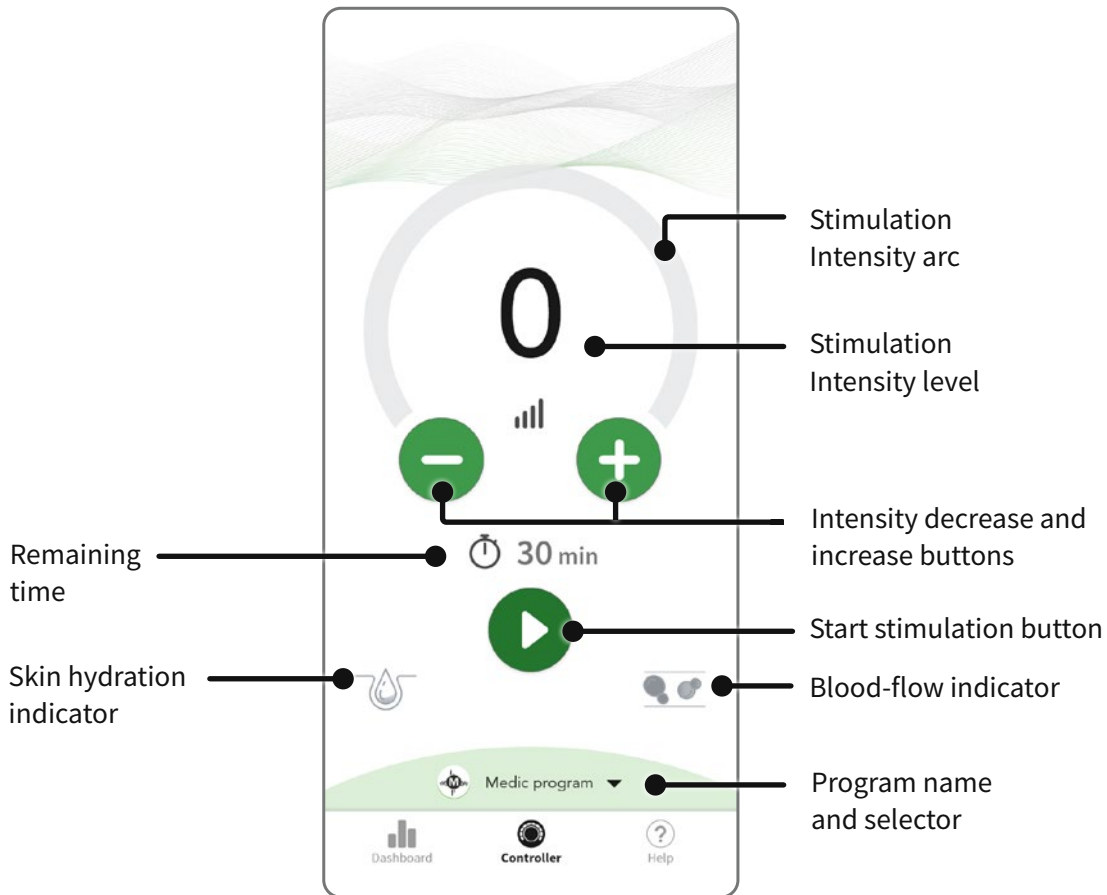 Stimulation
Intensity arc
0
Stimulation
Intensity level
Intensity decrease and
increase buttons
Remaining
time
30 min
Start stimulation button
Skin hydration
indicator
Blood-flow indicator
M
Medic program
Program name
and selector
Dashboard
Controller
?
Help